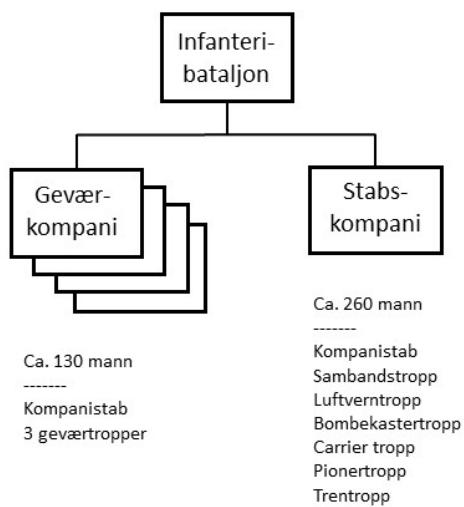 Infanteri-
bataljon
Gevær-
kompani
Stabs-
kompani
Ca. 130 mann
-------
Kompanistab
3 geværtropper
Ca. 260 mann
-------
Kompanistab
Sambandstropp
Luftverntropp
Bombekastertropp
Carrier tropp
Pionertropp
Trentropp